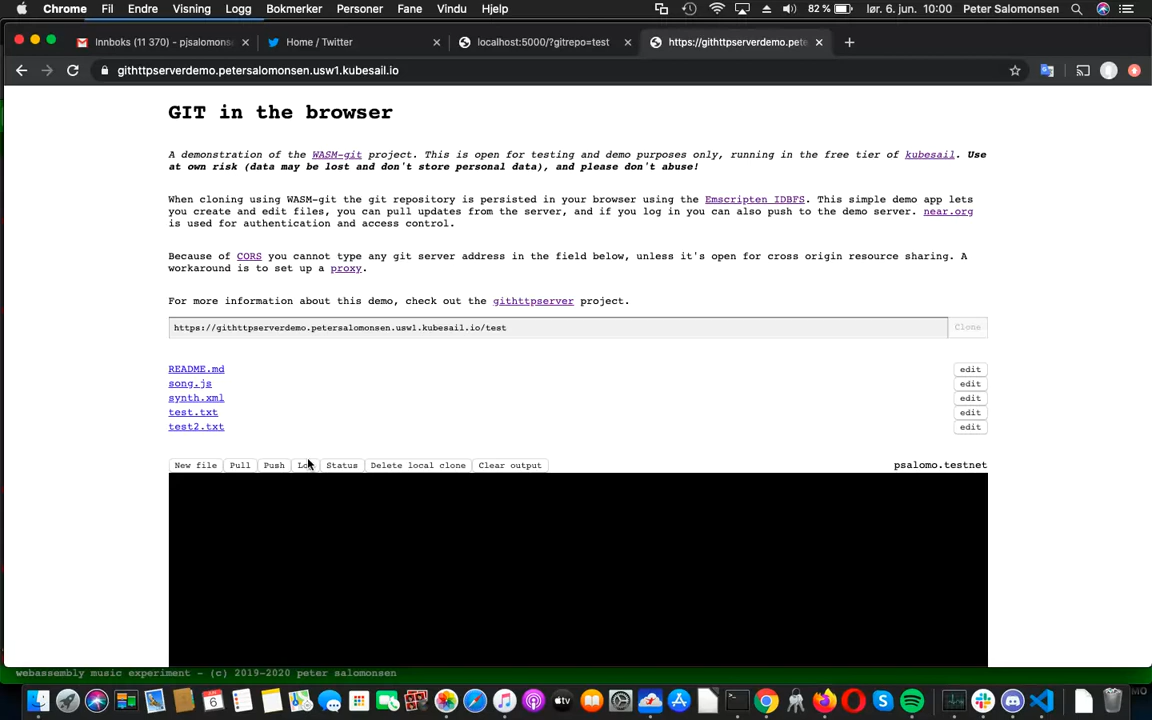 Chrome Fil Endre Visning Logg Bokmerker Personer Fane Vindu Hjelp 82 % lør. 6. jun. 10:00 Peter Salomonsen
Innboks (11 370) - pjsalomons Home / Twitter localhost:5000/?gitrepo=test https://githttpserverdemo.pete
githttpserverdemo.petersalomonsen.usw1.kubesail.io
GIT in the browser
A demonstration of the WASM-git project. This is open for testing and demo purposes only, running in the free tier of kubesail. Use
at own risk (data may be lost and don't store personal data), and please don't abuse!
When cloning using WASM-git the git repository is persisted in your browser using the Emscripten IDBFS. This simple demo app lets
you create and edit files, you can pull updates from the server, and if you log in you can also push to the demo server. near.org
is used for authentication and access control.
Because of CORS you cannot type any git server address in the field below, unless it's open for cross origin resource sharing. A
workaround is to set up a proxy.
For more information about this demo, check out the githttpserver project.
https://githttpserverdemo.petersalomonsen.usw1.kubesail.io/test Clone
README.md edit
song.js edit
synth.xml edit
test.txt edit
test2.txt edit
New file Pull Push Status Delete local clone Clear output psalomo.testnet
webassembly music experiment - (c) 2019-2020 peter salomonsen